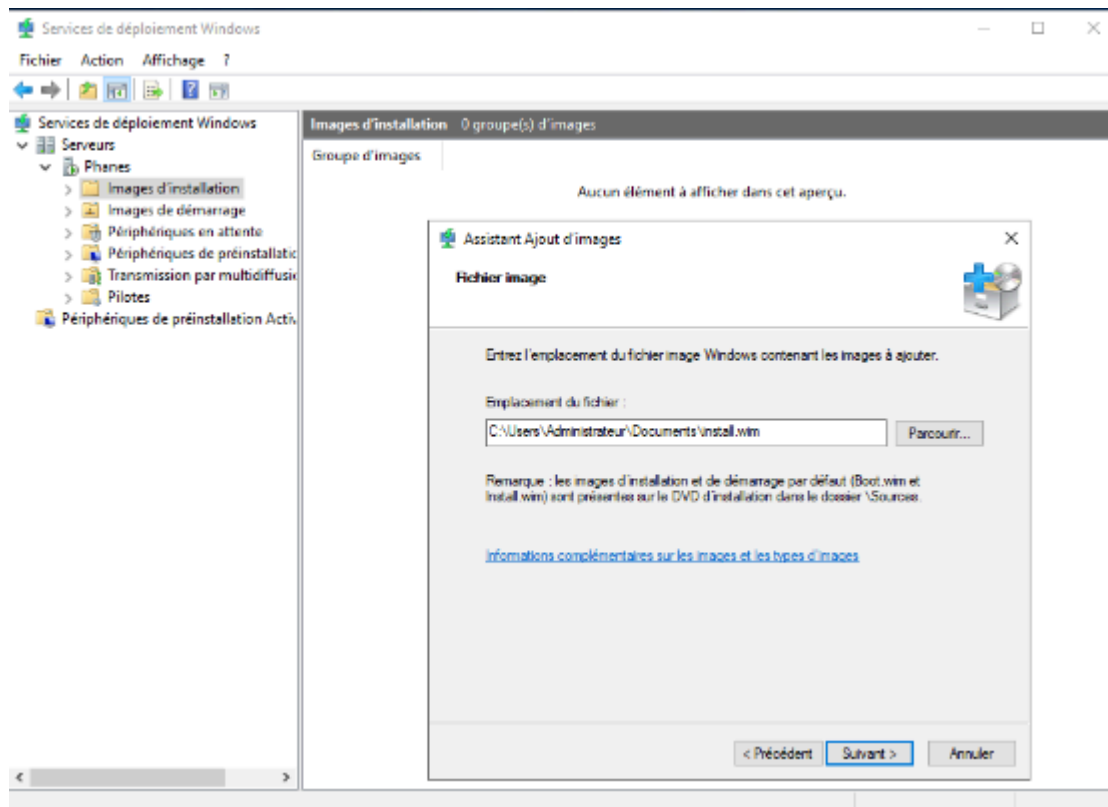 Services de déploiement Windows
Fichier Action Affichage ?
Services de déploiement Windows
Serveurs
Phanes
Images d'installation
Images de démarrage
Périphériques en attente
Périphériques de préinstallatic
Transmission par multidiffusio
Pilotes
Périphériques de préinstallation Activ
Images d'installation 0 groupe(s) d'images
Groupe d'images
Aucun élément à afficher dans cet aperçu.
Assistant Ajout d'images
Fichier image
Entrez l'emplacement du fichier image Windows contenant les images à ajouter.
Emplacement du fichier :
C:\Users\Administrateur\Documents\install.wim
Parcourir...
Remarque : les images d'installation et de démarrage par défaut (Boot.wim et
Install.wim) sont présentes sur le DVD d'installation dans le dossier \Sources.
Informations complémentaires sur les images et les types d'images
< Précédent Suivant > Annuler